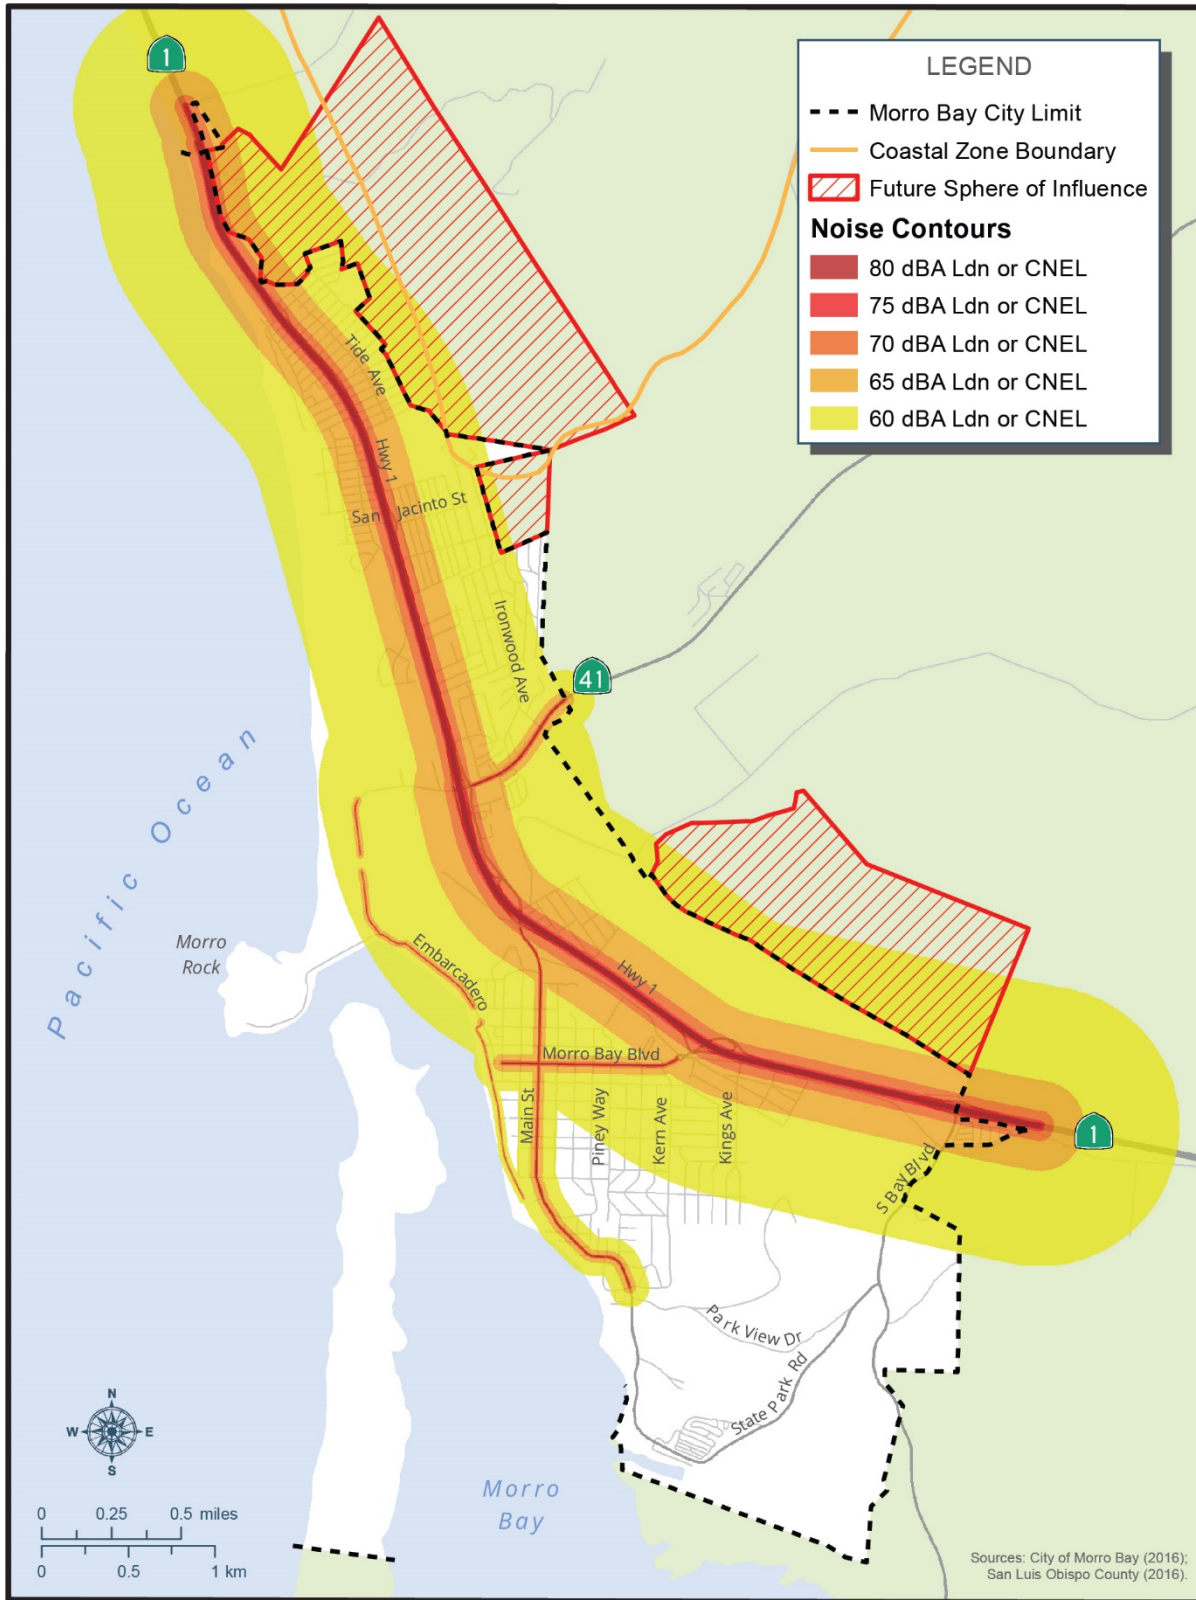 1
LEGEND
Morro Bay City Limit
Coastal Zone Boundary
Future Sphere of Influence
Noise Contours
80 dBA Ldn or CNEL
75 dBA Ldn or CNEL
70 dBA Ldn or CNEL
65 dBA Ldn or CNEL
60 dBA Ldn or CNEL
Tide Ave
Hwy 1
San Jacinto St
Ironwood Ave
41
Pacific Ocean
Morro
Rock
Embarcadero
Hwy 1
Morro Bay Blvd
Main St
Piney Way
Kern Ave
Kings Ave
1
S Bay Blvd
Park View Dr
State Park Rd
N
W E
S
Morro
Bay
0 0.25 0.5 miles
0 0.5 1 km
Sources: City of Morro Bay (2016);
San Luis Obispo County (2016).